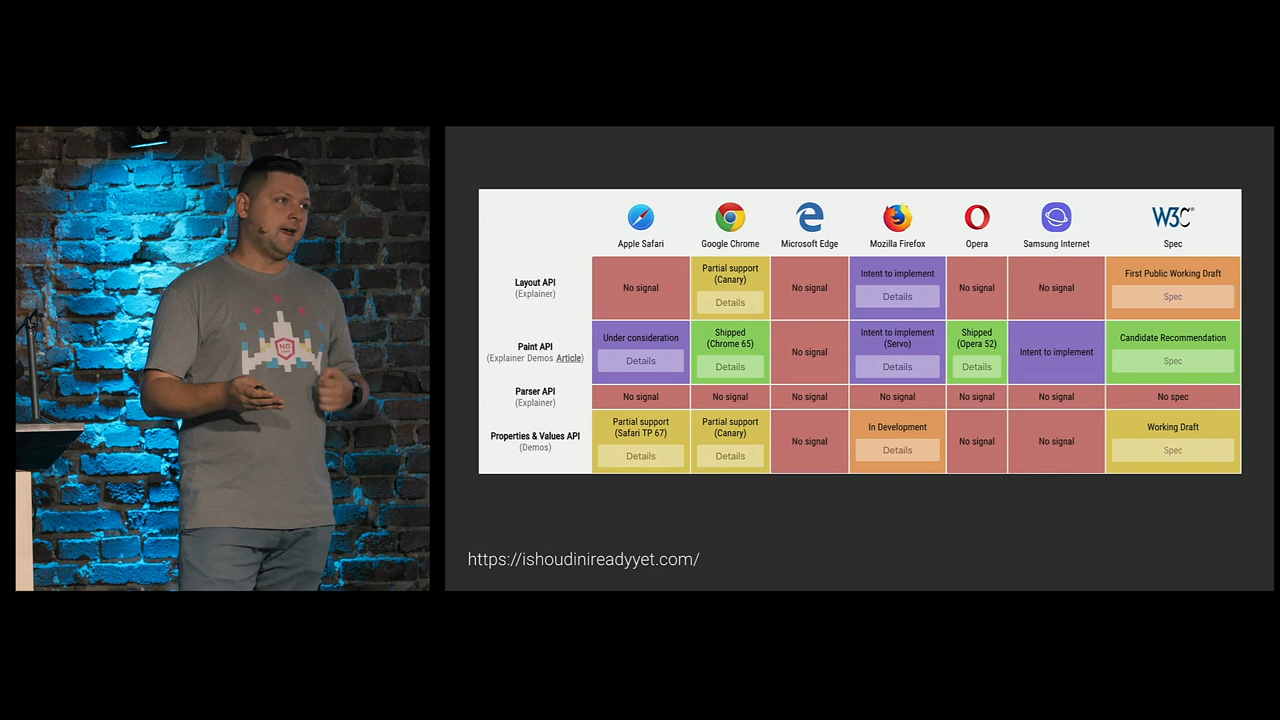 W3C®
Apple Safari
Google Chrome
Microsoft Edge
Mozilla Firefox
Opera
Samsung Internet
Spec
Layout API
(Explainer)
No signal
Partial support
(Canary)
Details
No signal
Intent to implement
Details
No signal
No signal
First Public Working Draft
Spec
Paint API
(Explainer Demos Article)
Under consideration
Details
Shipped
(Chrome 65)
Details
No signal
Intent to implement
(Servo)
Details
Shipped
(Opera 52)
Details
Intent to implement
Candidate Recommendation
Spec
Parser API
(Explainer)
No signal
No signal
No signal
No signal
No signal
No signal
No spec
Properties & Values API
(Demos)
Partial support
(Safari TP 67)
Details
Partial support
(Canary)
Details
No signal
In Development
Details
No signal
No signal
Working Draft
Spec
https://ishoudinireadyyet.com/
NG